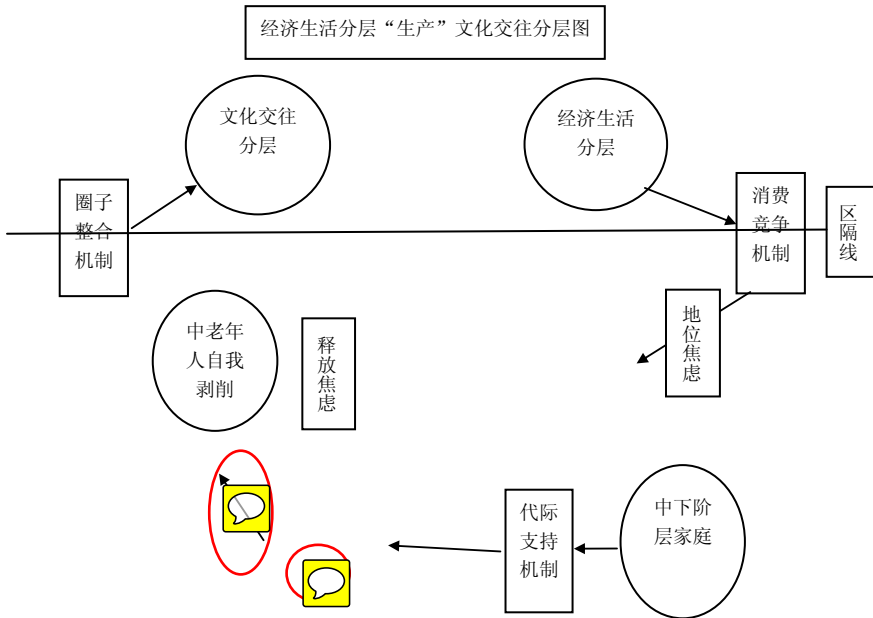 经济生活分层“生产”文化交往分层图
文化交往
分层
经济生活
分层
圈子
整合
机制
消费
竞争
机制
区
隔
线
中老年
人自我
剥削
释
放
焦
虑
地
位
焦
虑
代际
支持
机制
中下阶
层家庭